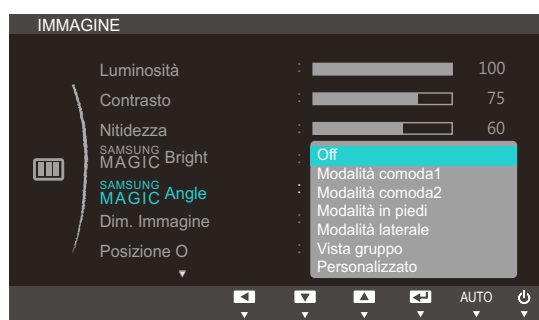 IMMAGINE
Luminosità : 100
Contrasto : 75
Nitidezza : 60
SAMSUNG
MAGIC Bright :
SAMSUNG
MAGIC Angle :
Dim. Immagine :
Posizione O :
Off
Modalità comoda1
Modalità comoda2
Modalità in piedi
Modalità laterale
Vista gruppo
Personalizzato
AUTO